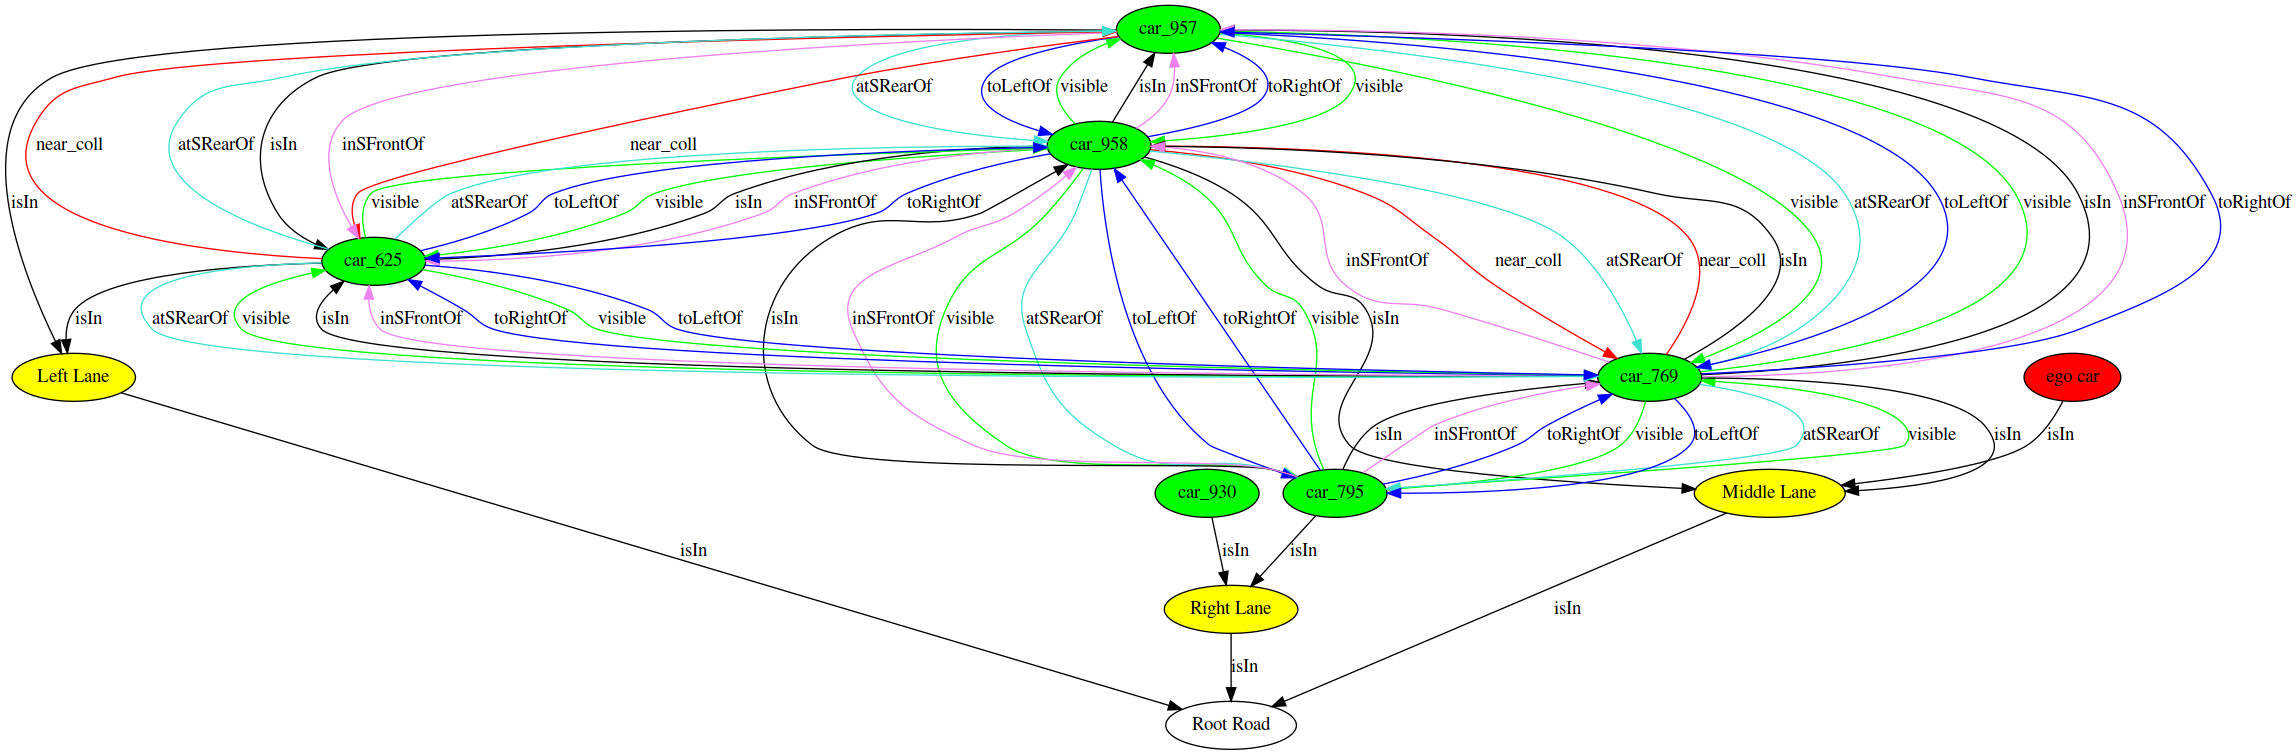 car_957
atSRearOf
toLeftOf
visible
isIn
inSFrontOf
toRightOf
visible
near_coll
atSRearOf
isIn
inSFrontOf
near_coll
car_958
isIn
visible
atSRearOf
toLeftOf
visible
isIn
inSFrontOf
toRightOf
visible
atSRearOf
toLeftOf
visible
isIn
inSFrontOf
toRightOf
car_625
inSFrontOf
near_coll
atSRearOf
near_coll
isIn
isIn
atSRearOf
visible
isIn
inSFrontOf
toRightOf
visible
toLeftOf
isIn
inSFrontOf
visible
atSRearOf
toLeftOf
toRightOf
visible
isIn
Left Lane
car_769
ego car
isIn
inSFrontOf
toRightOf
visible
toLeftOf
atSRearOf
visible
isIn
isIn
car_930
car_795
Middle Lane
isIn
isIn
isIn
Right Lane
isIn
isIn
Root Road